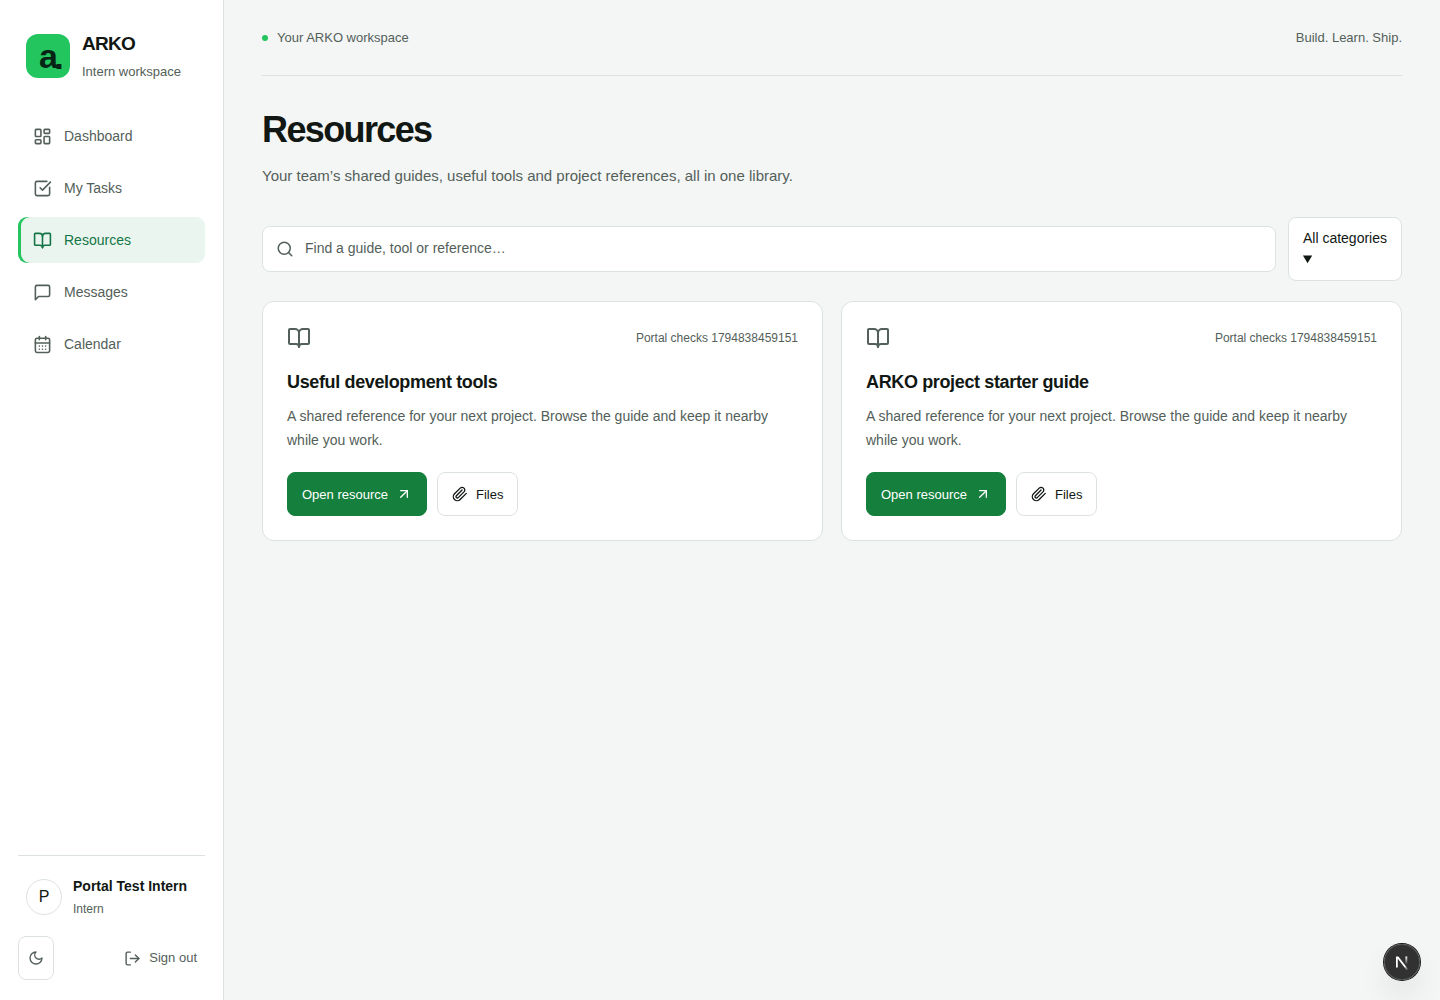 a.
ARKO
Intern workspace
Dashboard
My Tasks
Resources
Messages
Calendar
Portal Test Intern
P
Intern
Sign out
Your ARKO workspace
Build. Learn. Ship.
Resources
Your team’s shared guides, useful tools and project references, all in one library.
Find a guide, tool or reference…
All categories
Portal checks 1794838459151
Useful development tools
A shared reference for your next project. Browse the guide and keep it nearby
while you work.
Open resource
Files
Portal checks 1794838459151
ARKO project starter guide
A shared reference for your next project. Browse the guide and keep it nearby
while you work.
Open resource
Files
N